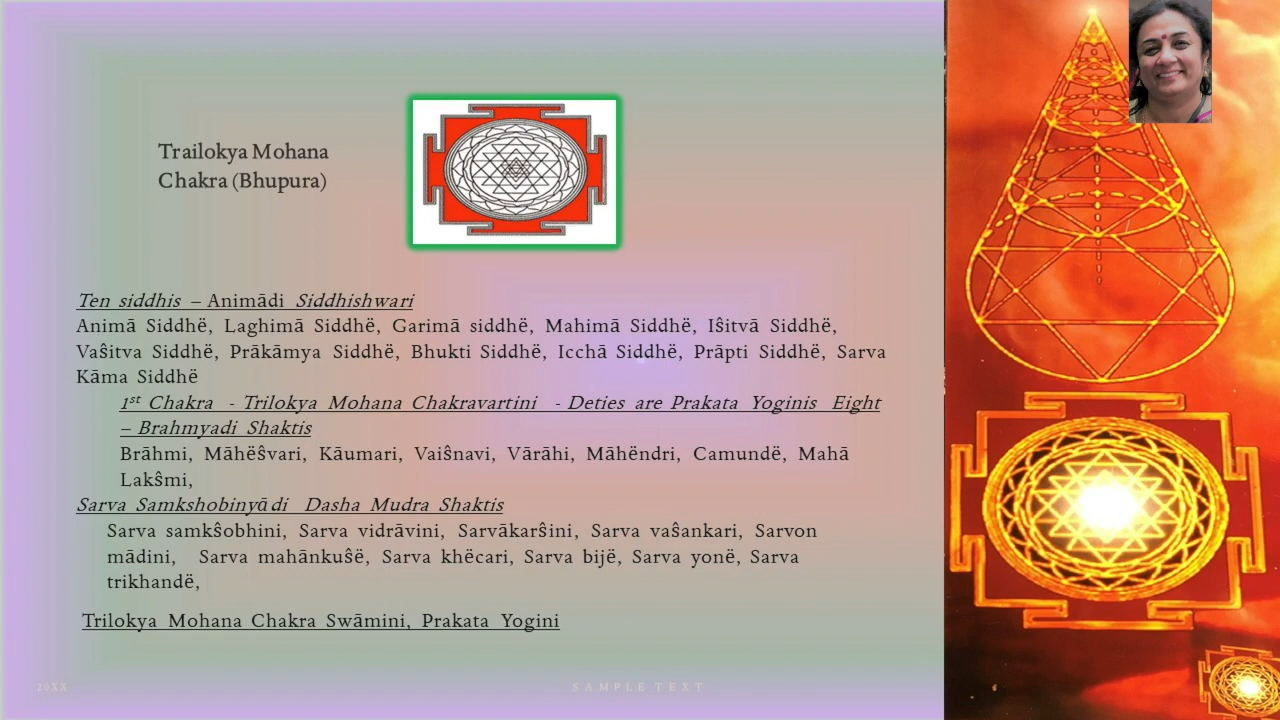 Trailokya Mohana
Chakra (Bhupura)
Ten siddhis – Animādi Siddhishwari
Animā Siddhë, Laghimā Siddhë, Garimā siddhë, Mahimā Siddhë, Iŝitvā Siddhë,
Vaŝitva Siddhë, Prākāmya Siddhë, Bhukti Siddhë, Icchā Siddhë, Prāpti Siddhë, Sarva
Kāma Siddhë
1st Chakra - Trilokya Mohana Chakravartini - Deties are Prakata Yoginis Eight
– Brahmyadi Shaktis
Brāhmi, Māhëŝvari, Kāumari, Vaiŝnavi, Vārāhi, Māhëndri, Camundë, Mahā
Lakŝmi,
Sarva Samkshobinyādi Dasha Mudra Shaktis
Sarva samkŝobhini, Sarva vidrāvini, Sarvākarŝini, Sarva vaŝankari, Sarvon
mādini, Sarva mahānkuŝë, Sarva khëcari, Sarva bijë, Sarva yonë, Sarva
trikhandë,
Trilokya Mohana Chakra Swāmini, Prakata Yogini
20XX
SAMPLE TEXT